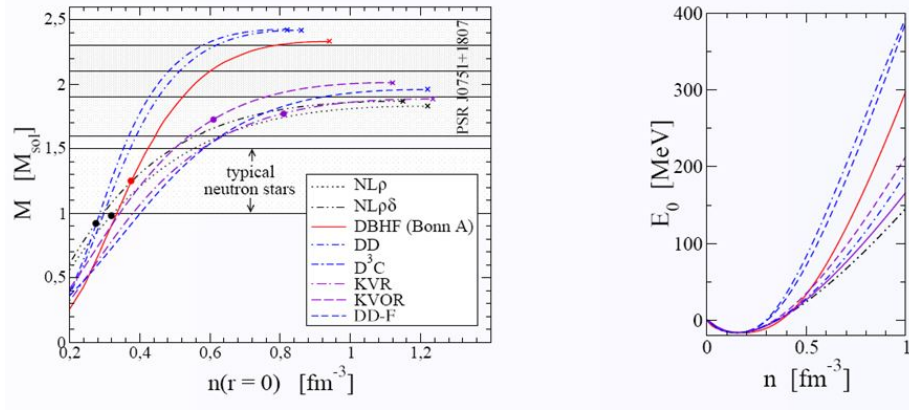 2,5
2
1,5
1
0,5
0
M [M_sol]
PSR J0751+1807
typical
neutron stars
NLρ
NLρδ
DBHF (Bonn A)
DD
D³C
KVR
KVOR
DD-F
0,2 0,4 0,6 0,8 1 1,2
n(r = 0) [fm⁻³]
400
300
200
100
0
E₀ [MeV]
0 0.5 1
n [fm⁻³]